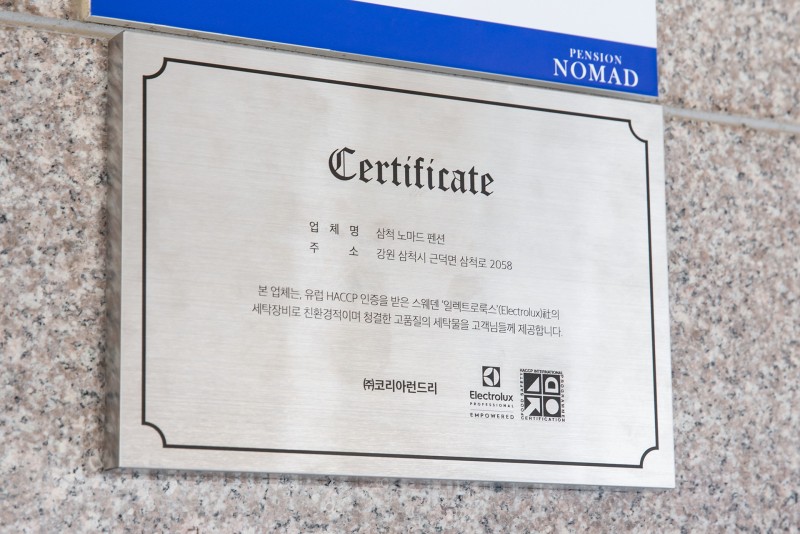 PENSION
NOMAD
Certificate
업 체 명 삼척 노마드 펜션
주 소 강원 삼척시 근덕면 삼척로 2058
본 업체는, 유럽 HACCP 인증을 받은 스웨덴 '일렉트로룩스'(Electrolux)社의
세탁장비로 친환경적이며 청결한 고품질의 세탁물을 고객님들께 제공합니다.
㈜코리아런드리
Electrolux
PROFESSIONAL
EMPOWERED
HACCP INTERNATIONAL
FOOD SAFETY
CERTIFICATION